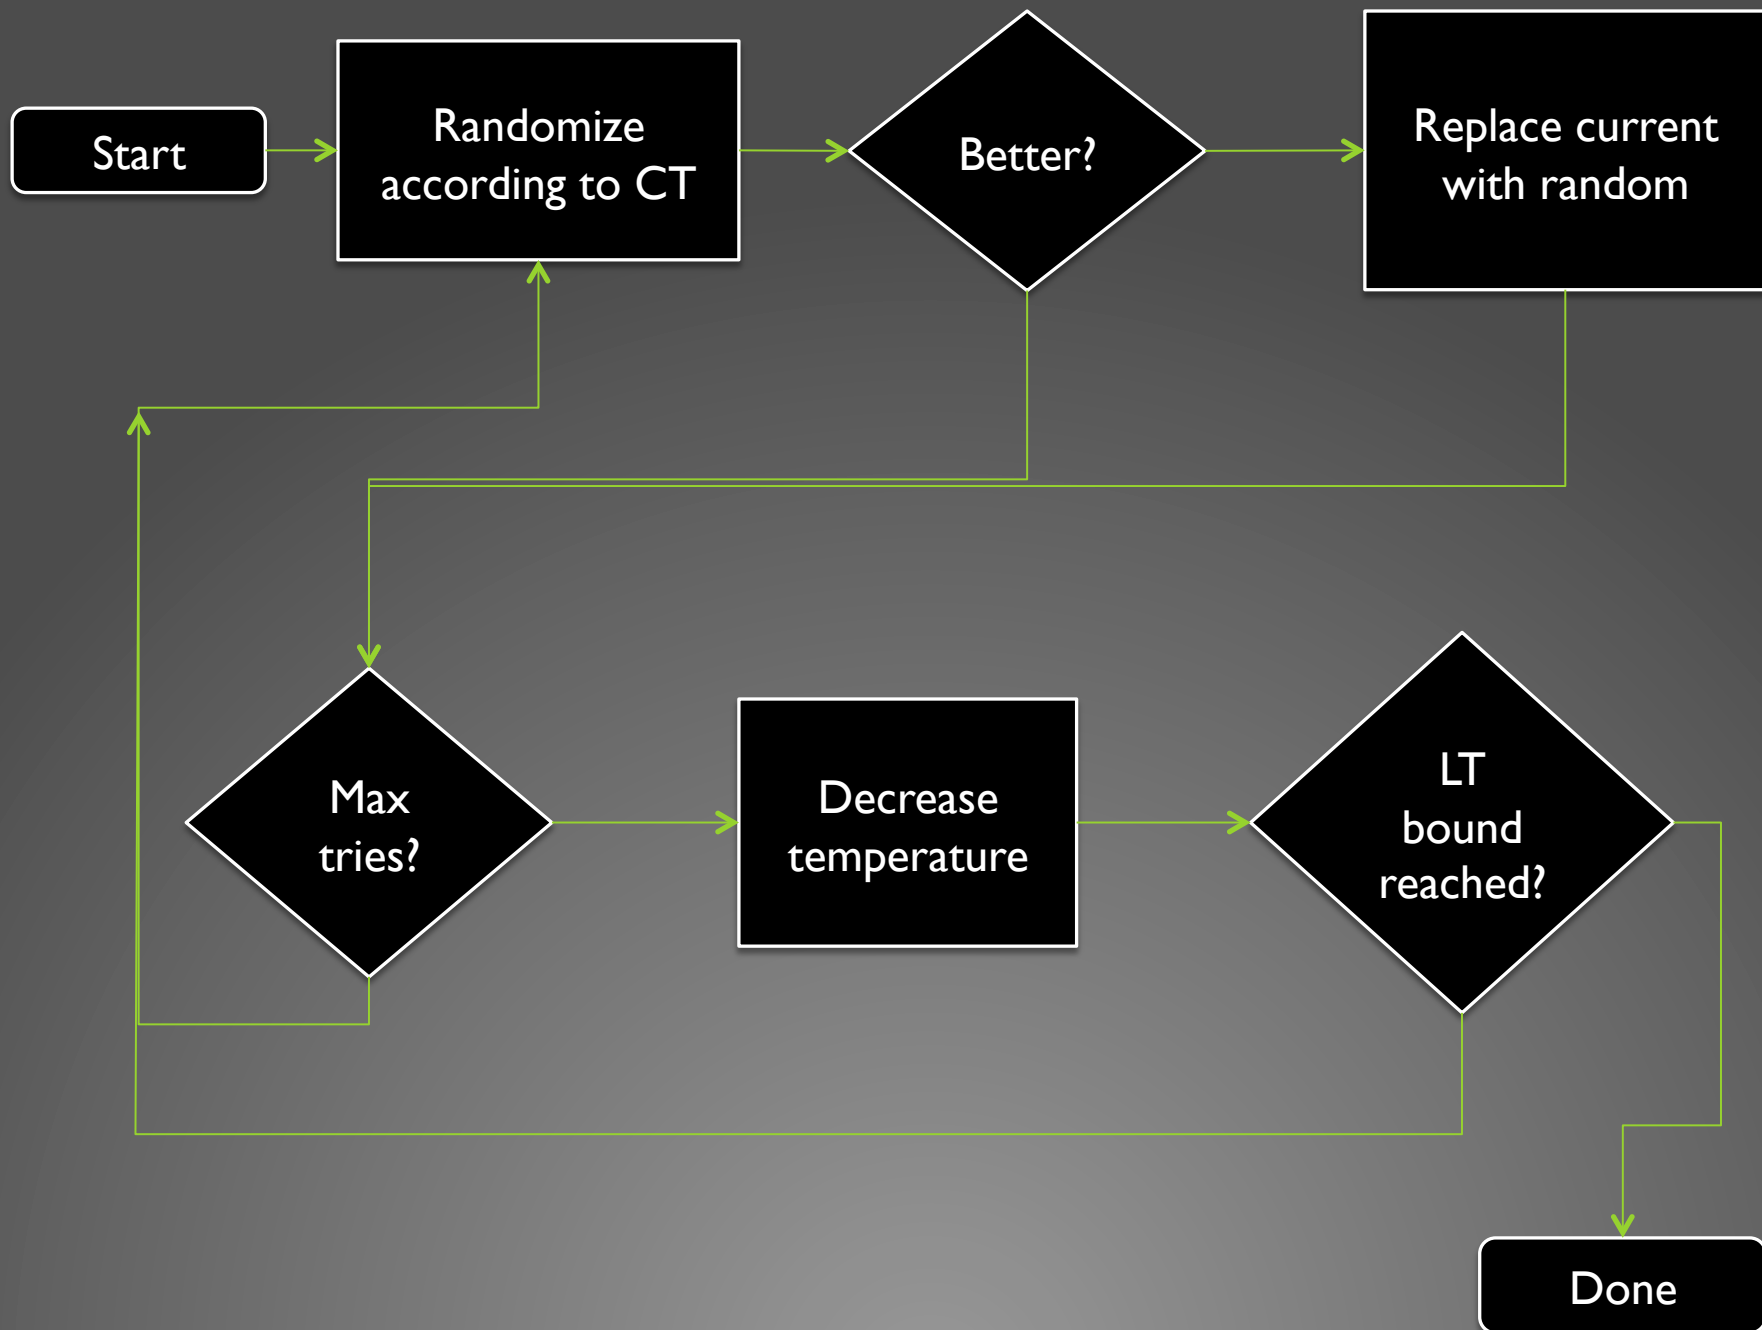 Start
Randomize
according to CT
Better?
Replace current
with random
Max
tries?
Decrease
temperature
LT
bound
reached?
Done